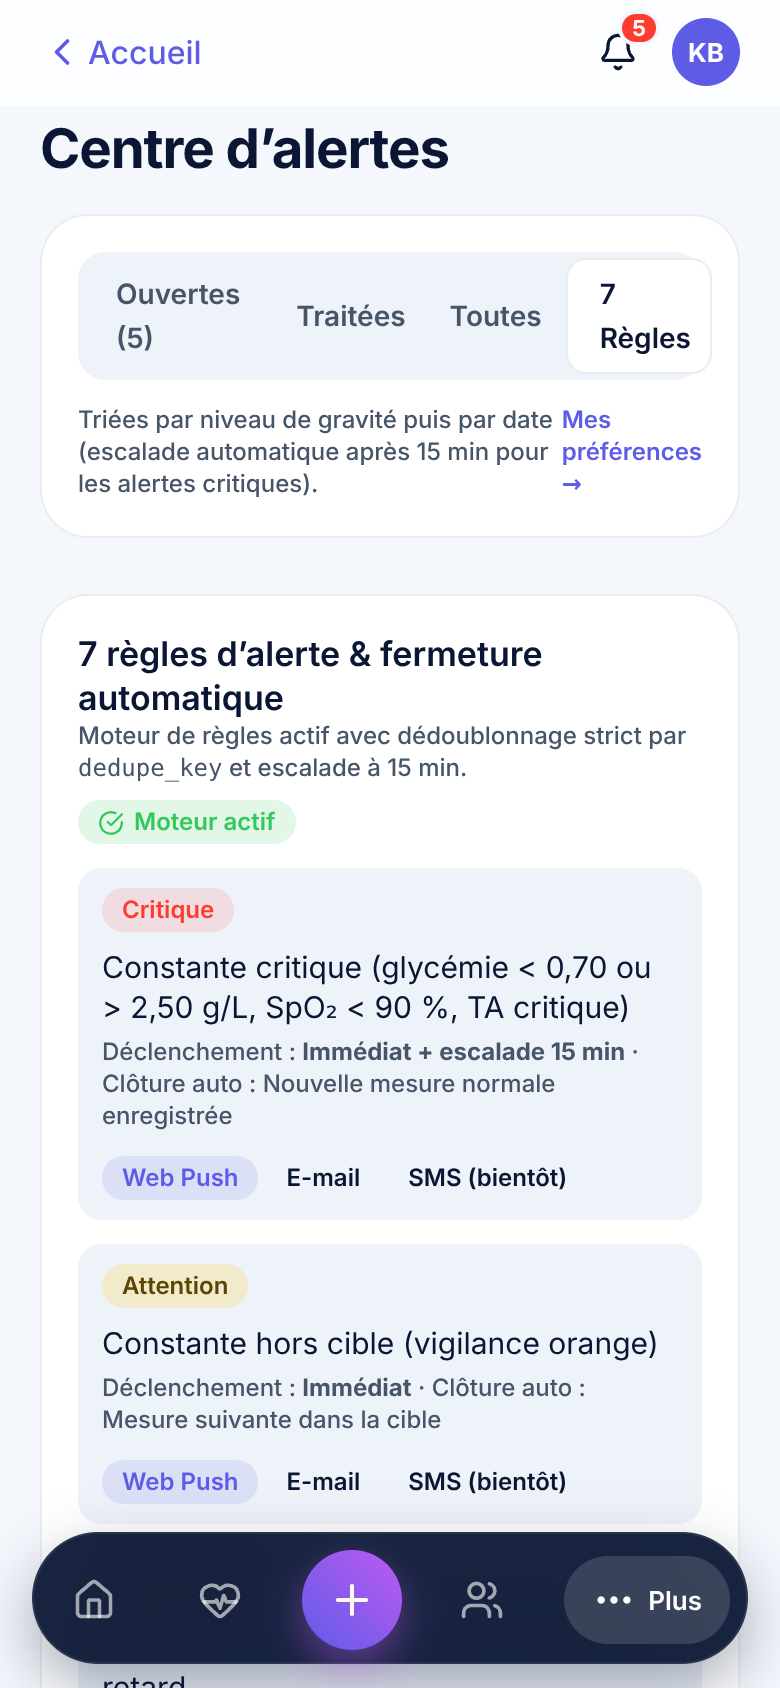 Accueil
5
KB
Centre d’alertes
Ouvertes
(5)
Traitées
Toutes
7
Règles
Triées par niveau de gravité puis par date
(escalade automatique après 15 min pour
les alertes critiques).
Mes
préférences
→
7 règles d’alerte & fermeture
automatique
Moteur de règles actif avec dédoublonnage strict par
dedupe_key et escalade à 15 min.
Moteur actif
Critique
Constante critique (glycémie < 0,70 ou
> 2,50 g/L, SpO₂ < 90 %, TA critique)
Déclenchement : Immédiat + escalade 15 min ·
Clôture auto : Nouvelle mesure normale
enregistrée
Web Push E-mail SMS (bientôt)
Attention
Constante hors cible (vigilance orange)
Déclenchement : Immédiat · Clôture auto :
Mesure suivante dans la cible
Web Push E-mail SMS (bientôt)
Plus
retard